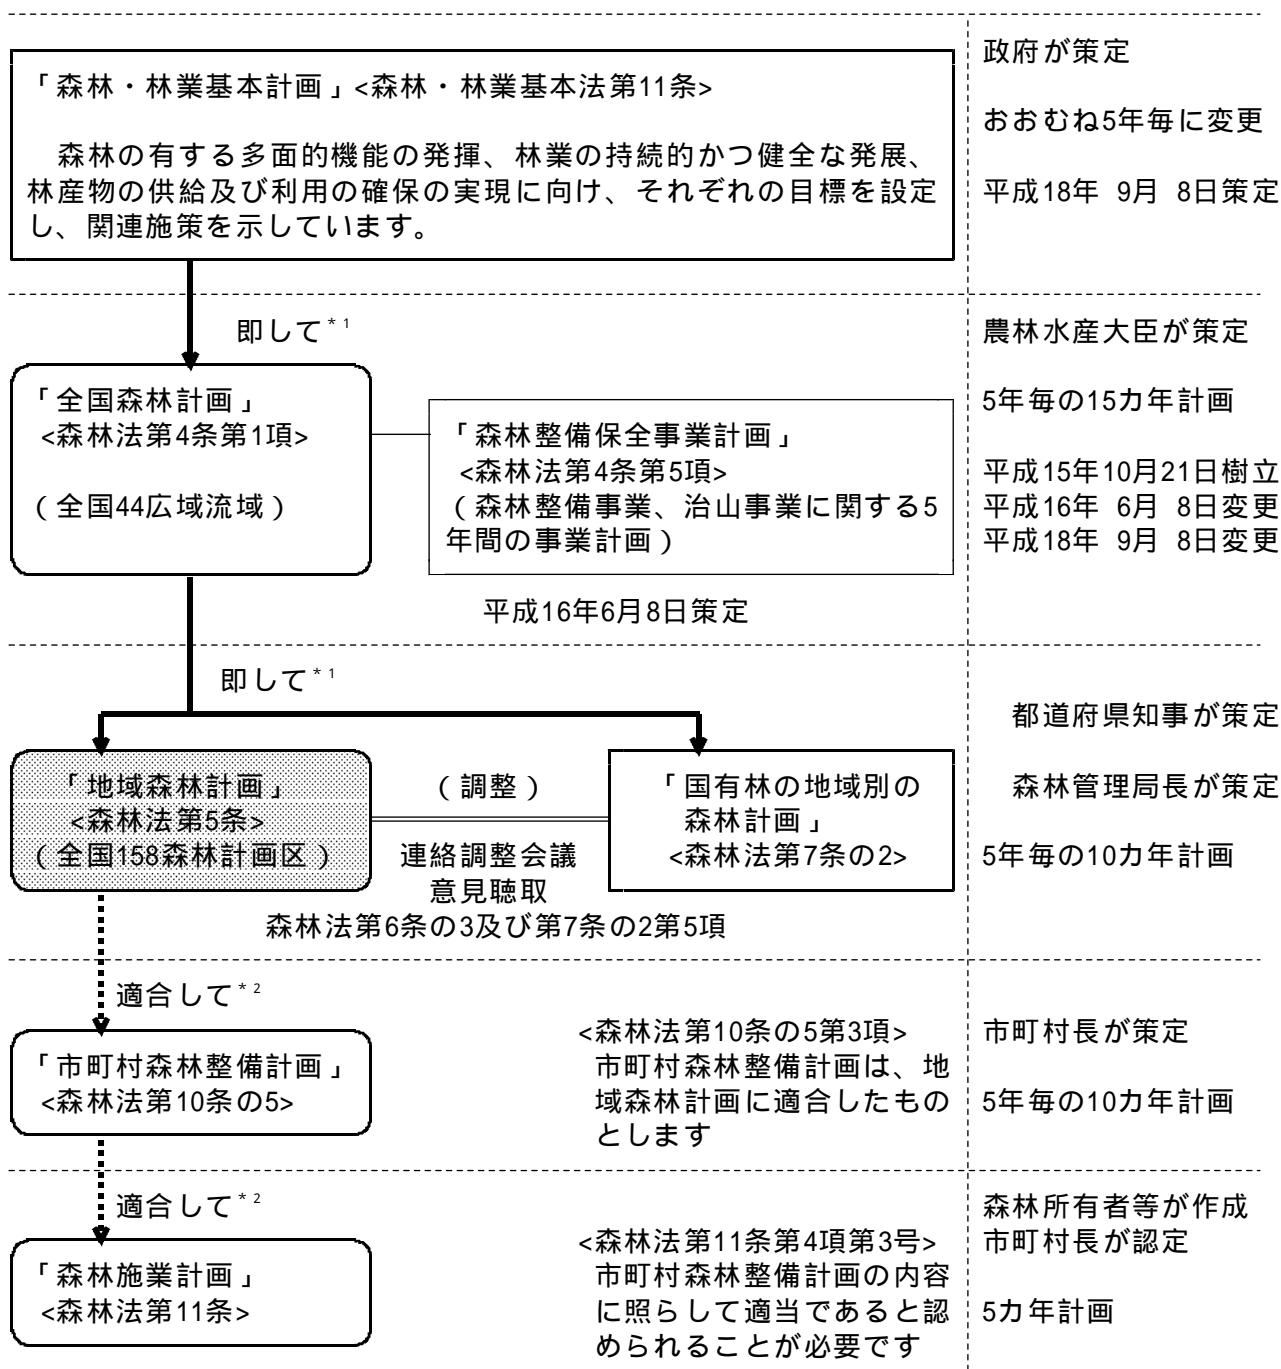 「森林・林業基本計画」<森林・林業基本法第11条>
森林の有する多面的機能の発揮、林業の持続的かつ健全な発展、
林産物の供給及び利用の確保の実現に向け、それぞれの目標を設定
し、関連施策を示しています。
政府が策定
おおむね5年毎に変更
平成18年 9月 8日策定
即して*1
「全国森林計画」
<森林法第4条第1項>
(全国44広域流域)
「森林整備保全事業計画」
<森林法第4条第5項>
(森林整備事業、治山事業に関する5
年間の事業計画)
平成16年6月8日策定
農林水産大臣が策定
5年毎の15カ年計画
平成15年10月21日樹立
平成16年 6月 8日変更
平成18年 9月 8日変更
即して*1
「地域森林計画」
<森林法第5条>
(全国158森林計画区)
(調整)
連絡調整会議
意見聴取
森林法第6条の3及び第7条の2第5項
「国有林の地域別の
森林計画」
<森林法第7条の2>
都道府県知事が策定
森林管理局長が策定
5年毎の10カ年計画
適合して*2
「市町村森林整備計画」
<森林法第10条の5>
<森林法第10条の5第3項>
市町村森林整備計画は、地
域森林計画に適合したもの
とします
市町村長が策定
5年毎の10カ年計画
適合して*2
「森林施業計画」
<森林法第11条>
<森林法第11条第4項第3号>
市町村森林整備計画の内容
に照らして適当であると認
められることが必要です
森林所有者等が作成
市町村長が認定
5カ年計画